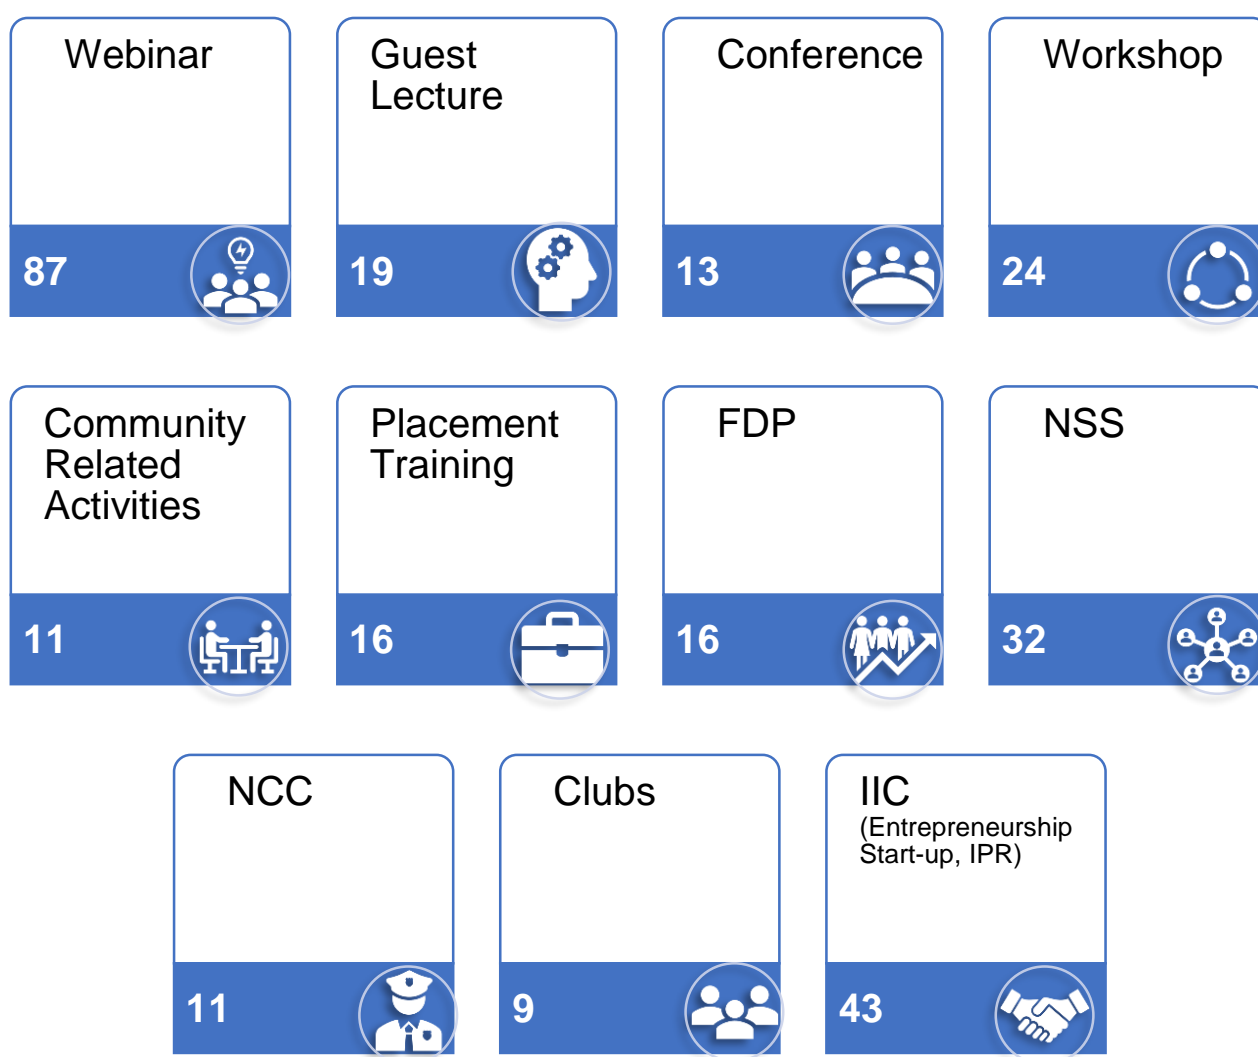 Webinar
87
Guest
Lecture
19
Conference
13
Workshop
24
Community
Related
Activities
11
Placement
Training
16
FDP
16
NSS
32
NCC
11
Clubs
9
IIC
(Entrepreneurship
Start-up, IPR)
43